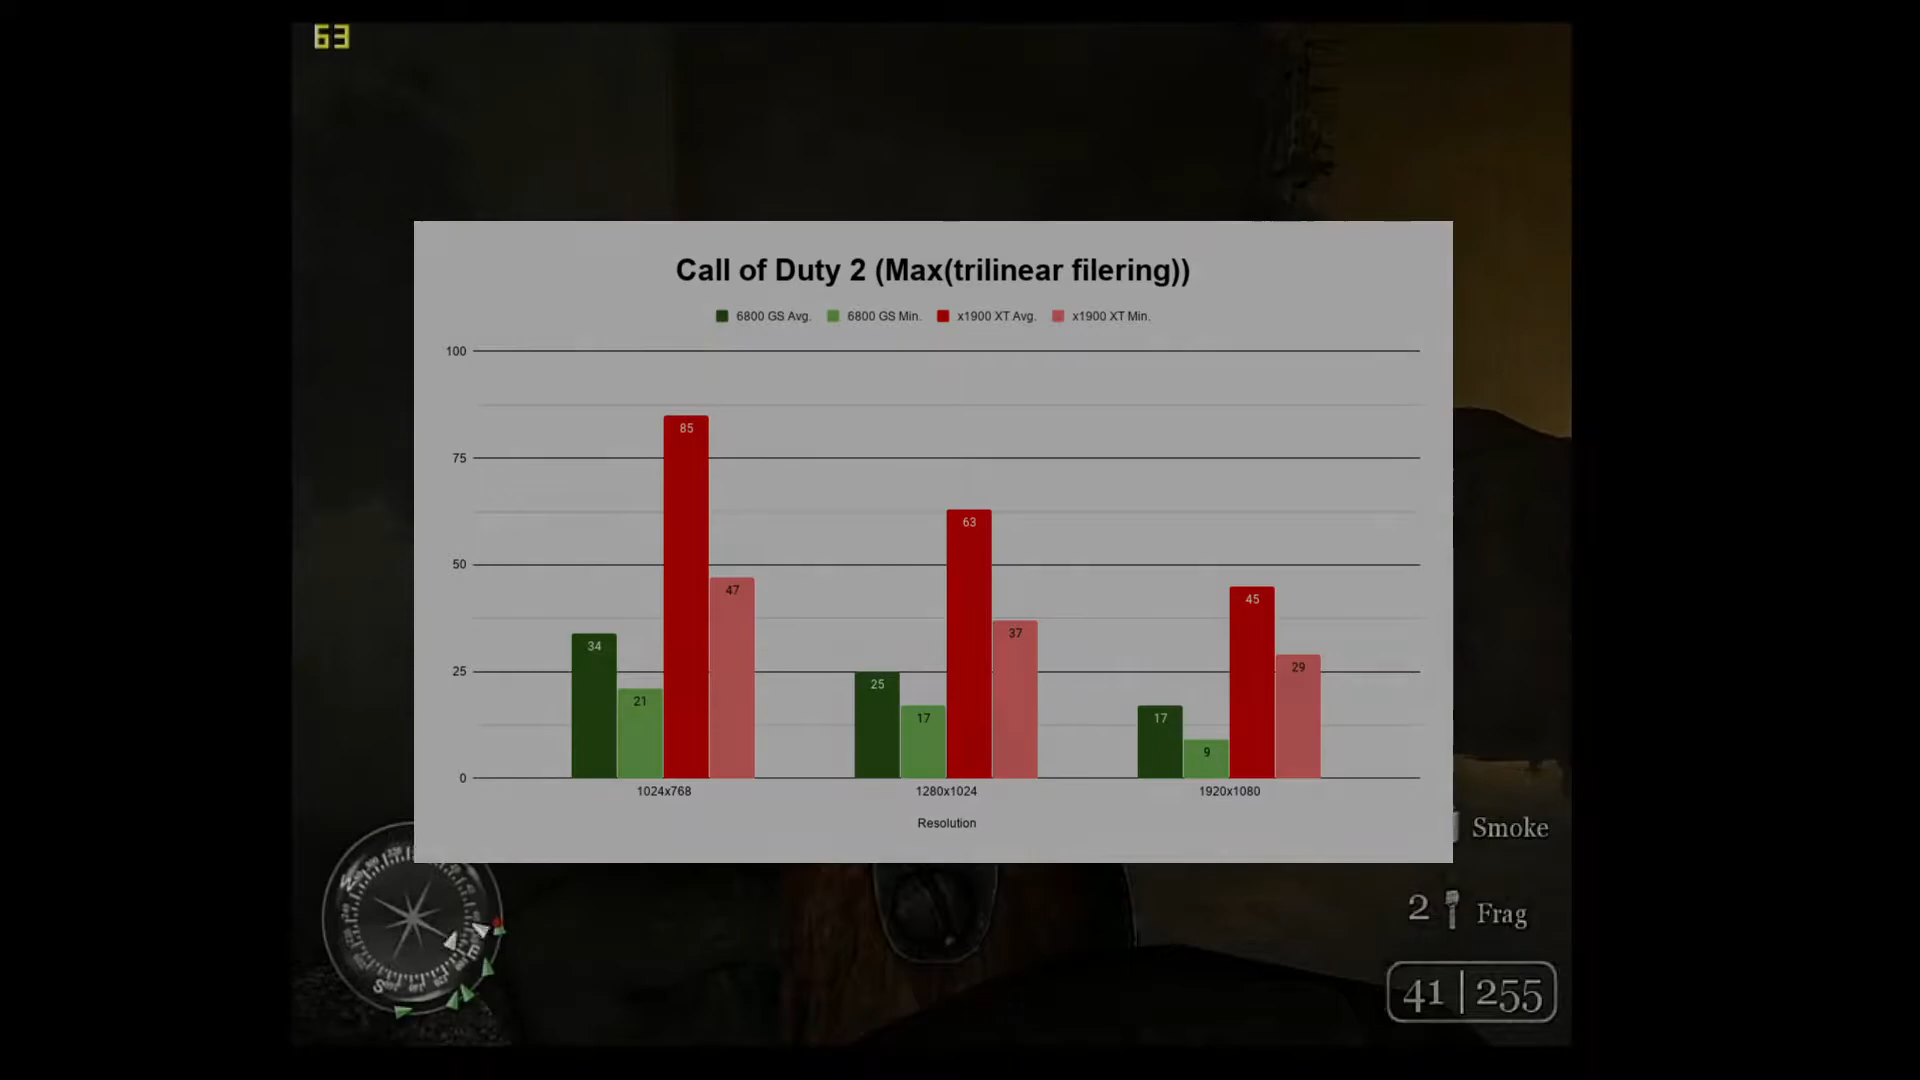 63
Call of Duty 2 (Max(trilinear filering))
6800 GS Avg. 6800 GS Min. x1900 XT Avg. x1900 XT Min.
100
75
50
25
0
34 21 85 47
25 17 63 37
17 9 45 29
1024x768 1280x1024 1920x1080
Resolution
Smoke
2 Frag
41 | 255
S